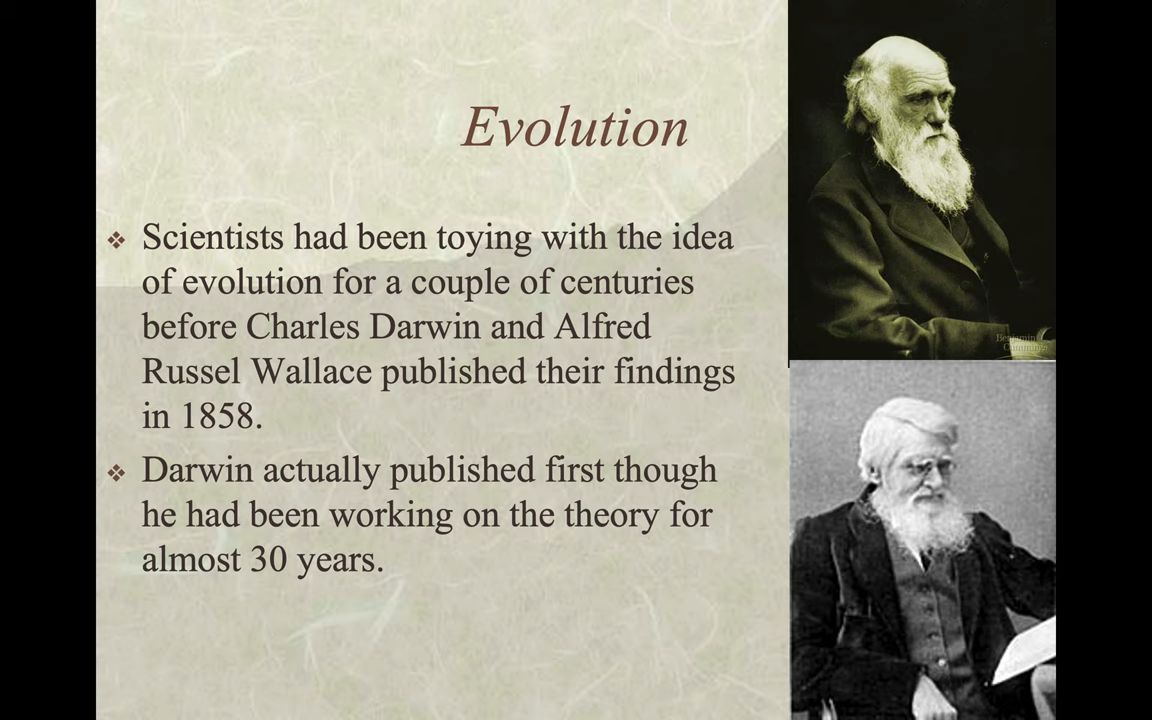 Evolution
❖ Scientists had been toying with the idea
of evolution for a couple of centuries
before Charles Darwin and Alfred
Russel Wallace published their findings
in 1858.
❖ Darwin actually published first though
he had been working on the theory for
almost 30 years.
Benjamin
Cummings